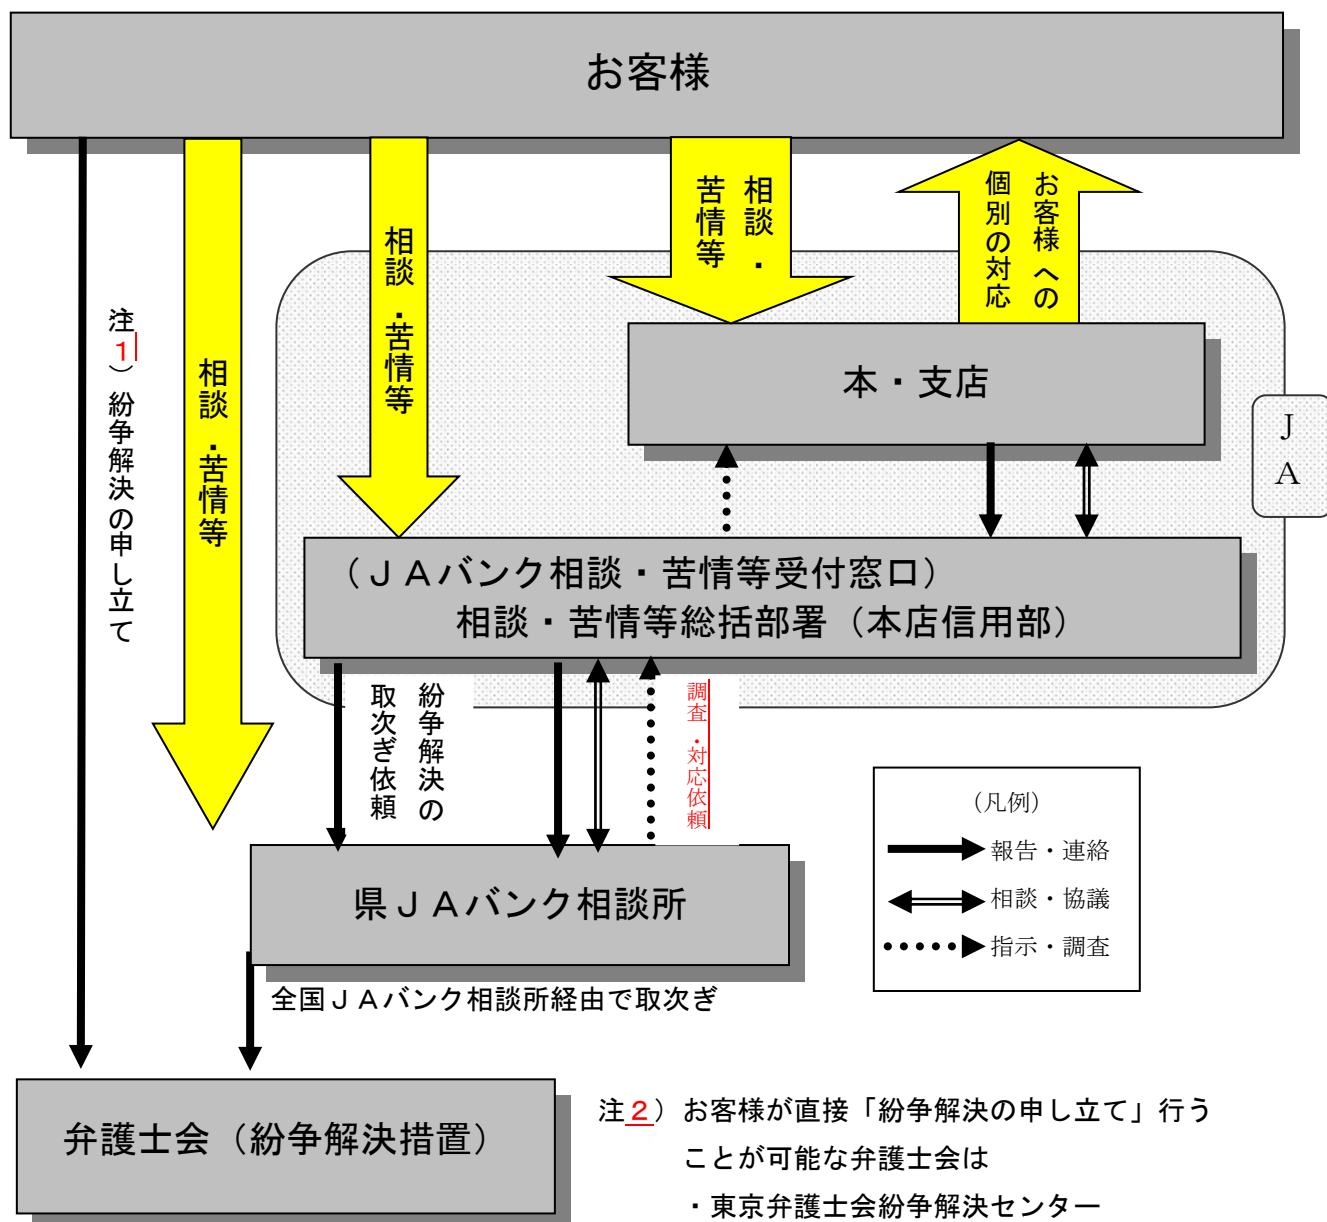 お客様
相談・
苦情等
お客様への
個別の対応
相談・苦情等
相談・苦情等
注1）紛争解決の申し立て
本・支店
ＪＡ
（ＪＡバンク相談・苦情等受付窓口）
相談・苦情等総括部署（本店信用部）
紛争解決の
取次ぎ依頼
調査・対応依頼
（凡例）
報告・連絡
相談・協議
指示・調査
県ＪＡバンク相談所
全国ＪＡバンク相談所経由で取次ぎ
弁護士会（紛争解決措置）
注２）お客様が直接「紛争解決の申し立て」行う
ことが可能な弁護士会は
・東京弁護士会紛争解決センター